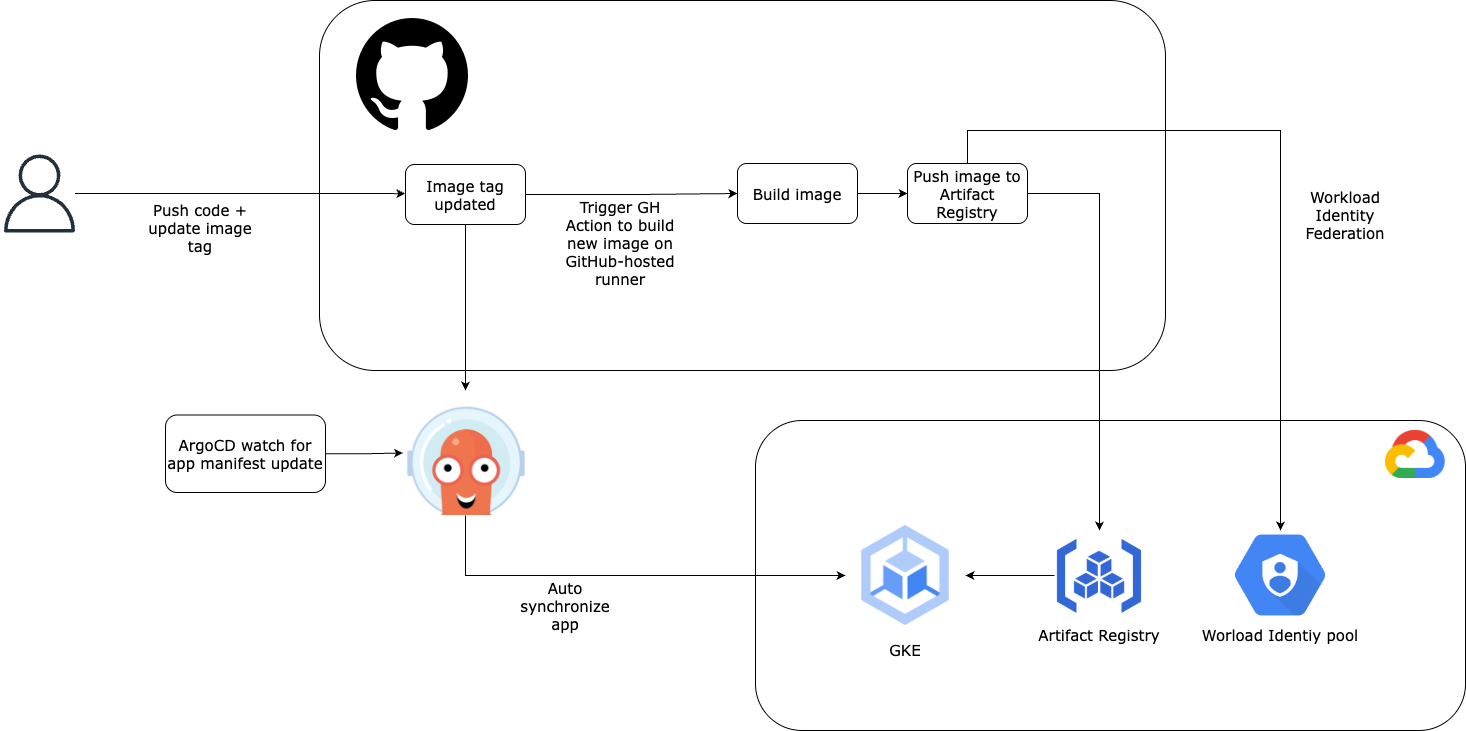 Push code +
update image
tag
Image tag
updated
Trigger GH
Action to build
new image on
GitHub-hosted
runner
Build image
Push image to
Artifact
Registry
Workload
Identity
Federation
ArgoCD watch for
app manifest update
Auto
synchronize
app
GKE
Artifact Registry
Worload Identiy pool